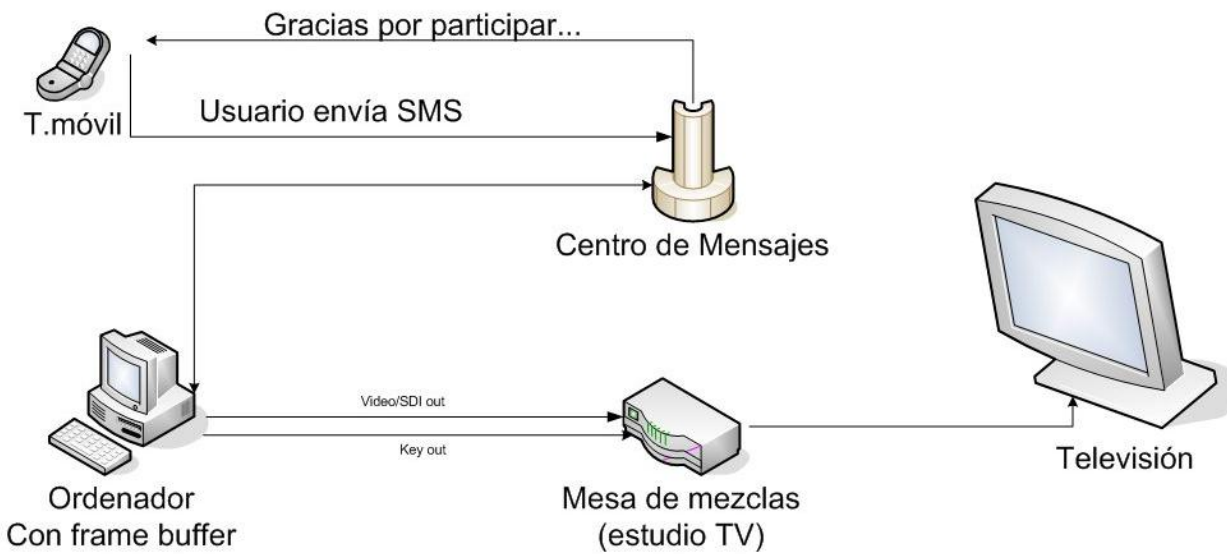 Gracias por participar...
T.móvil
Usuario envía SMS
Centro de Mensajes
Video/SDI out
Key out
Ordenador
Con frame buffer
Mesa de mezclas
(estudio TV)
Televisión